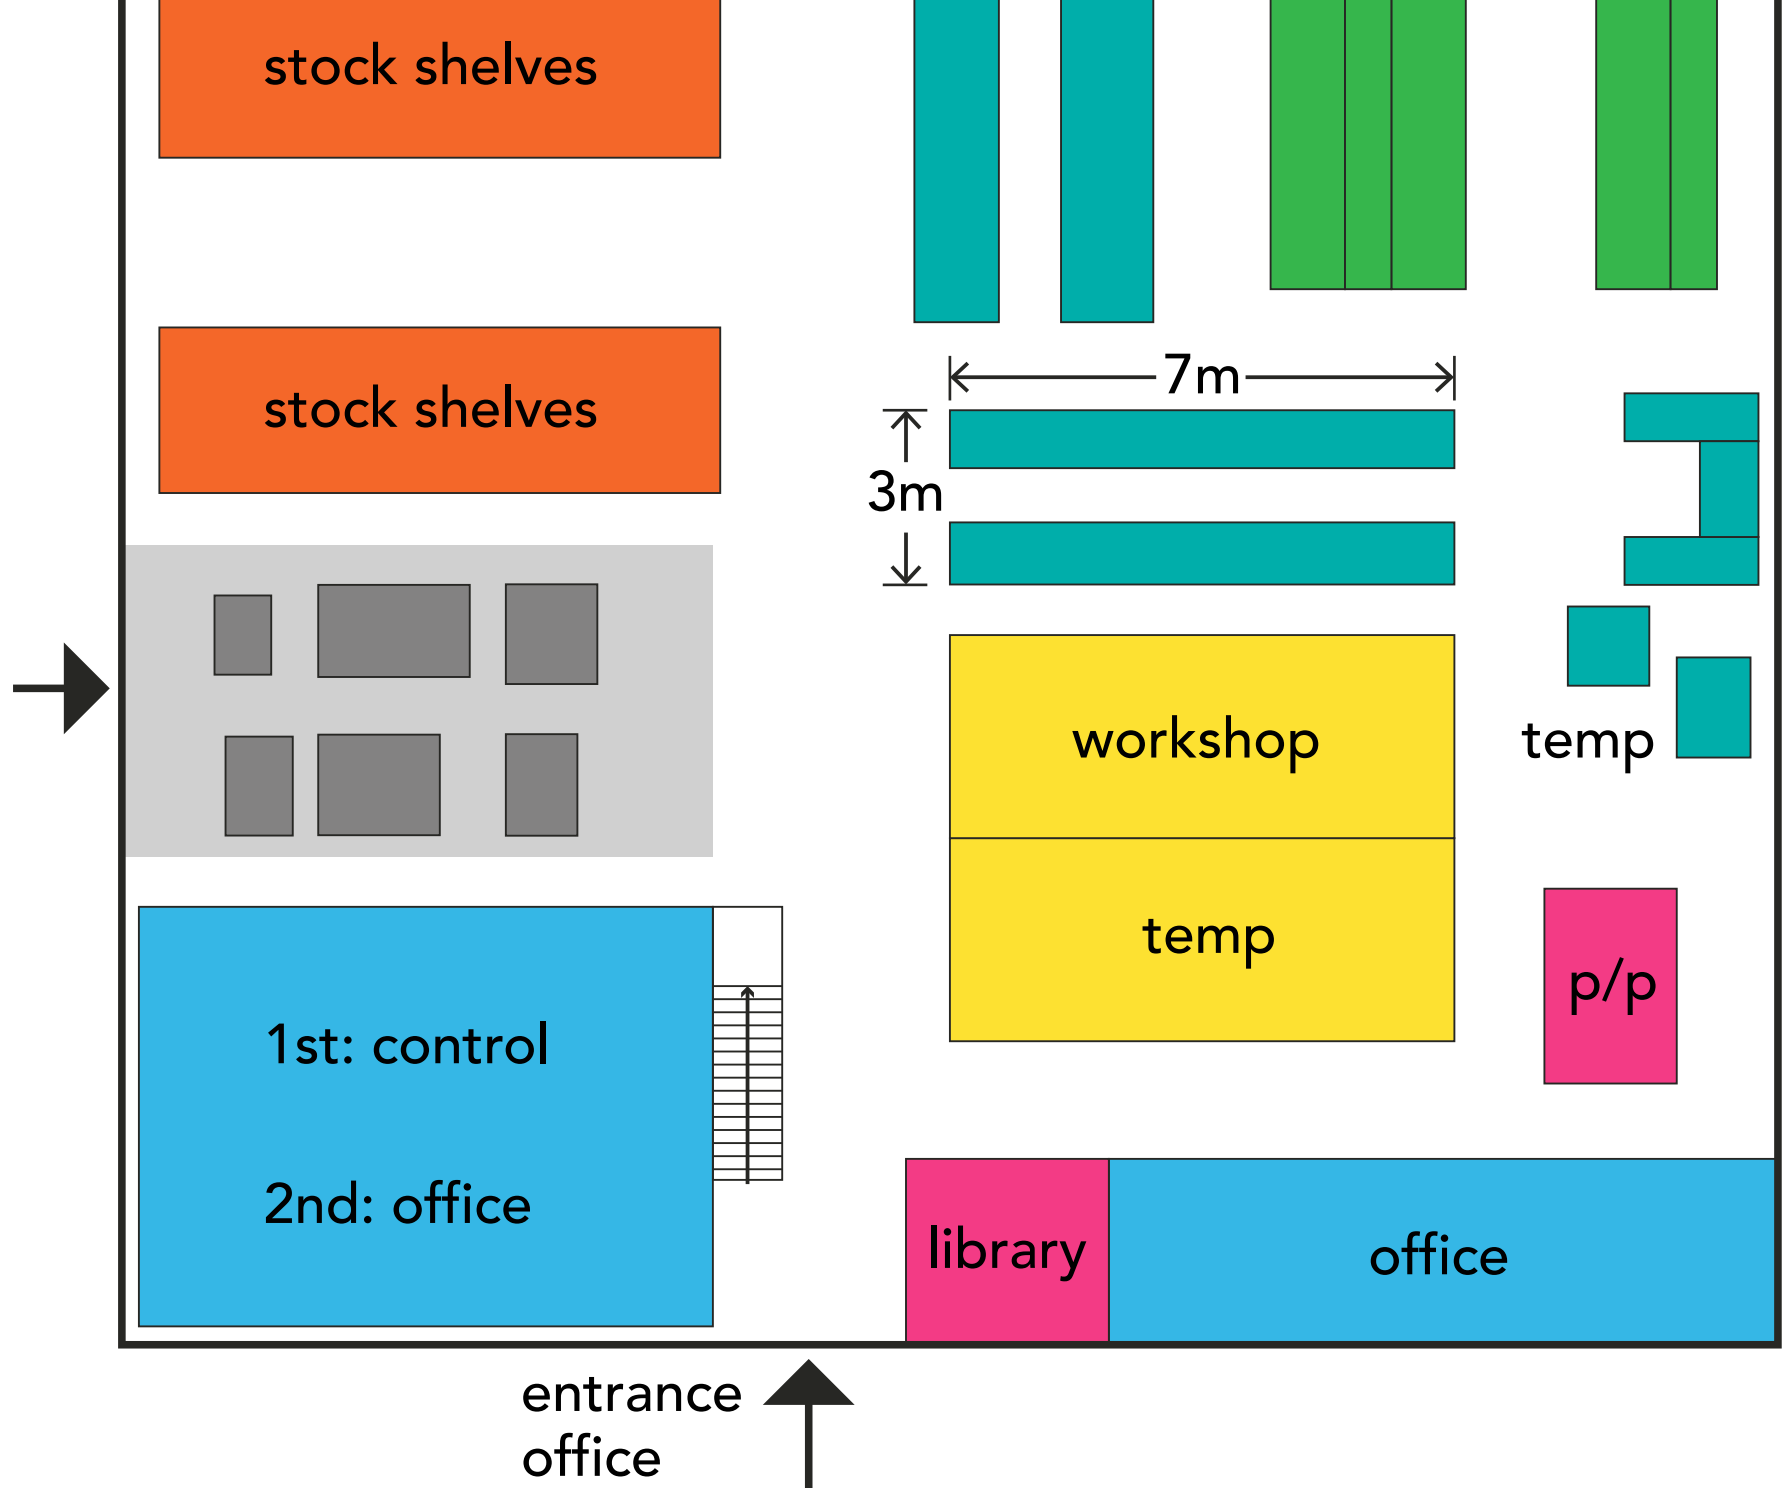 stock shelves
7m
stock shelves
3m
workshop
temp
temp
p/p
1st: control
2nd: office
library
office
entrance
office